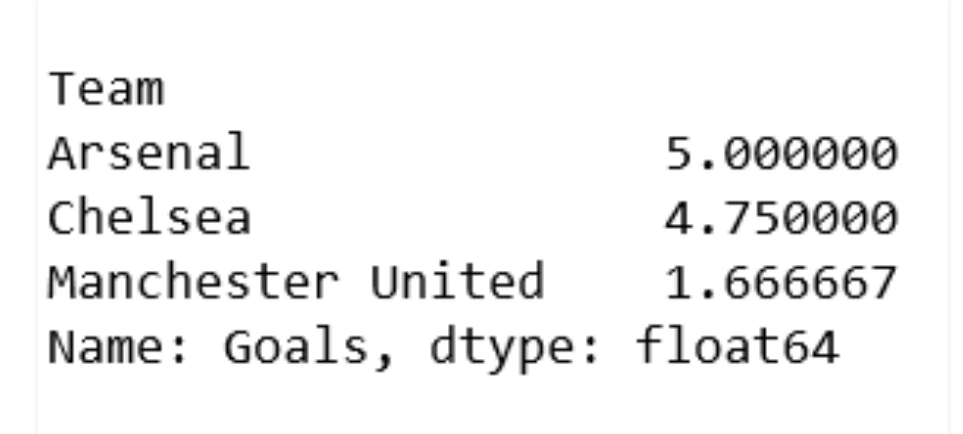 Team
Arsenal 5.000000
Chelsea 4.750000
Manchester United 1.666667
Name: Goals, dtype: float64